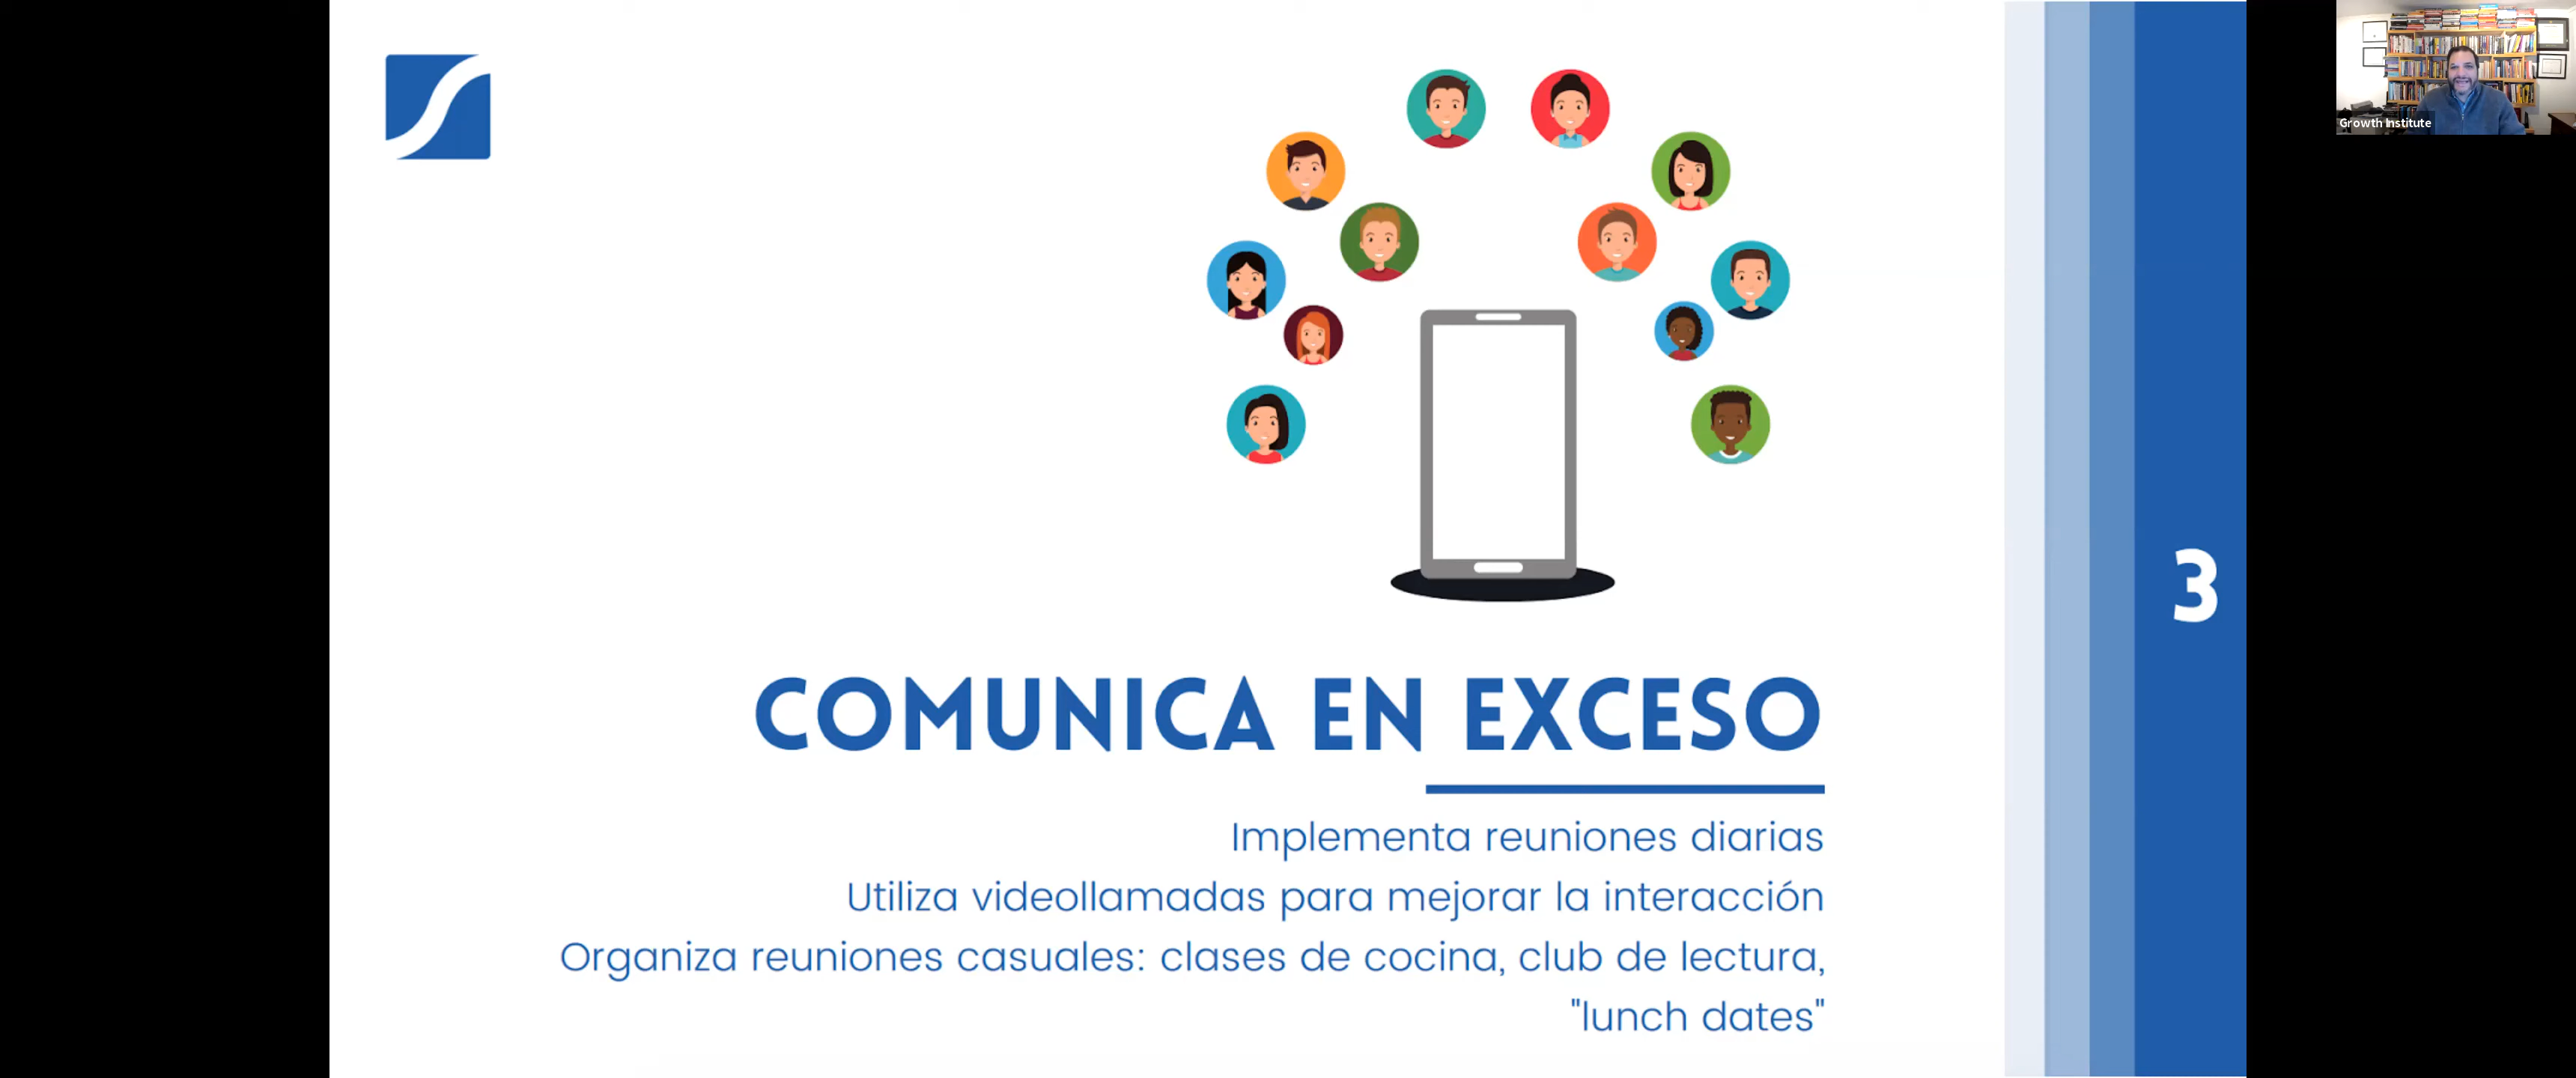 Growth Institute
3
COMUNICA EN EXCESO
Implementa reuniones diarias
Utiliza videollamadas para mejorar la interacción
Organiza reuniones casuales: clases de cocina, club de lectura,
"lunch dates"